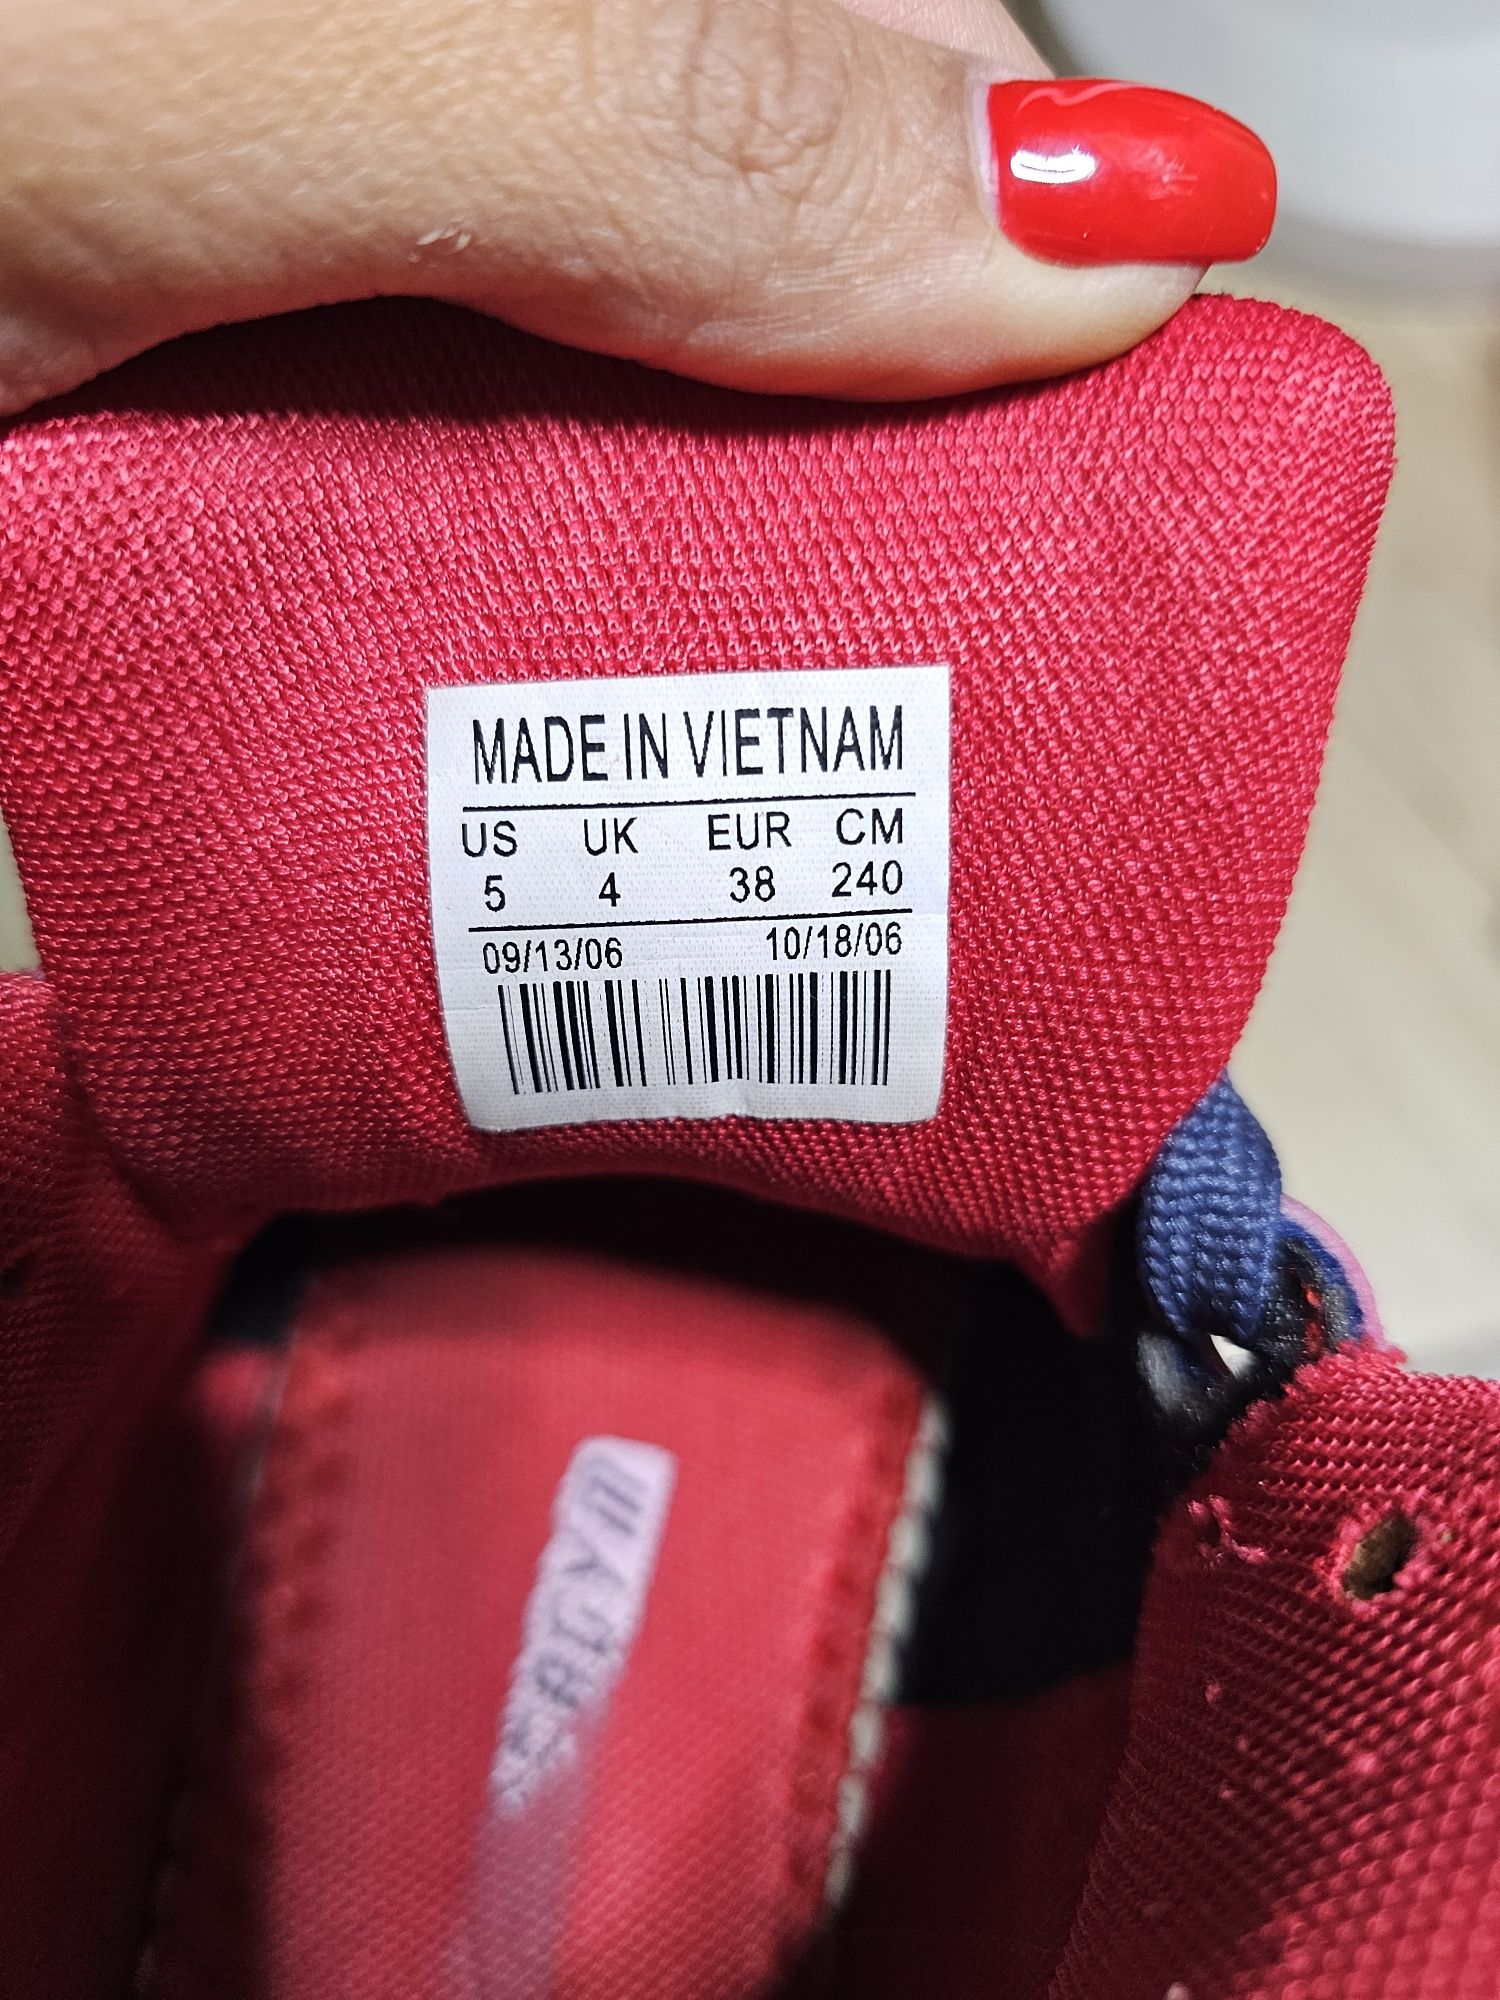 MADE IN VIETNAM
US UK EUR CM
5 4 38 240
09/13/06 10/18/06